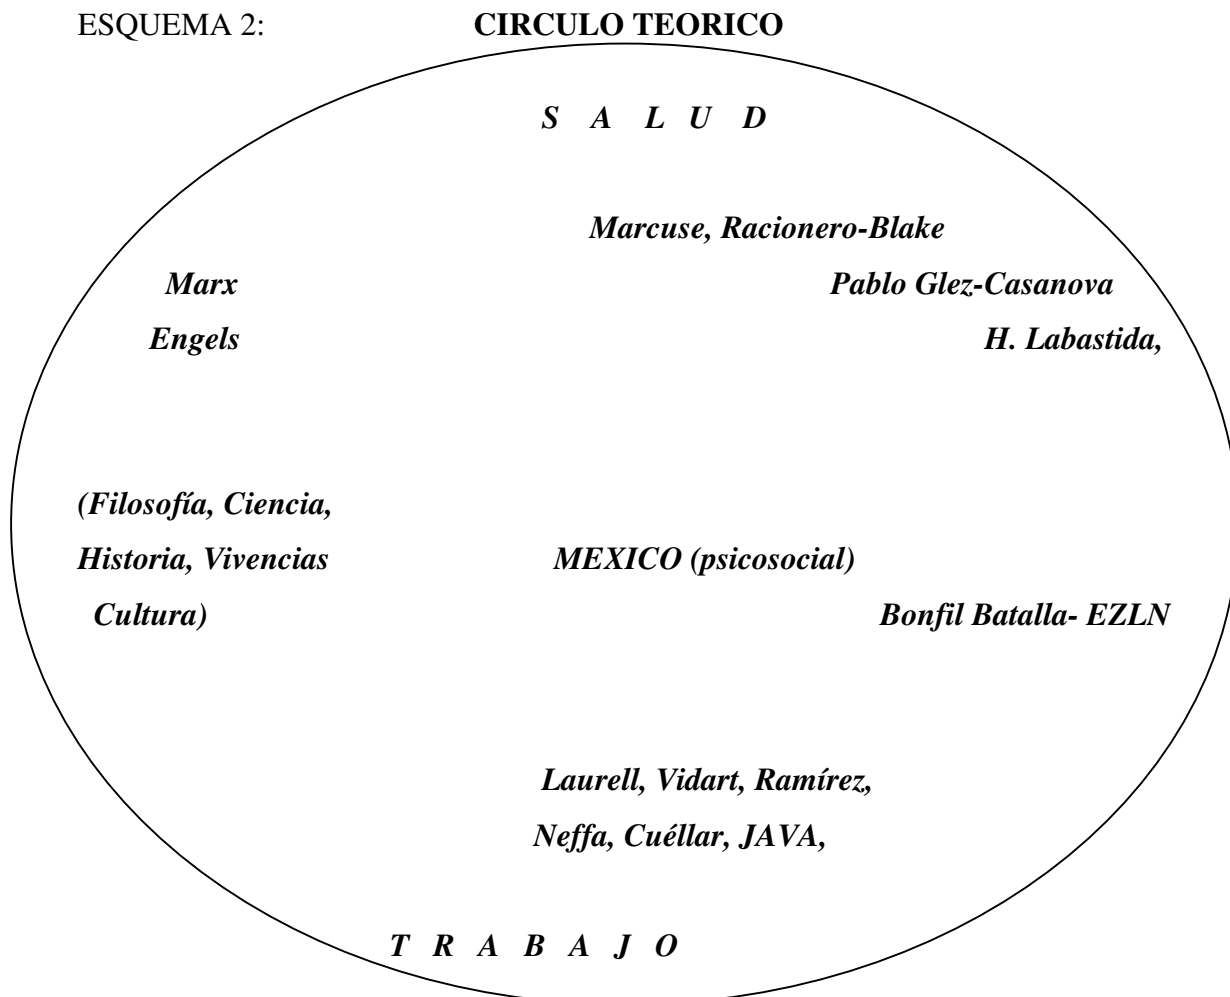 ESQUEMA 2: CIRCULO TEORICO
S A L U D
Marcuse, Racionero-Blake
Marx Pablo Glez-Casanova
Engels H. Labastida,
(Filosofía, Ciencia,
Historia, Vivencias MEXICO (psicosocial)
Cultura) Bonfil Batalla- EZLN
Laurell, Vidart, Ramírez,
Neffa, Cuéllar, JAVA,
T R A B A J O